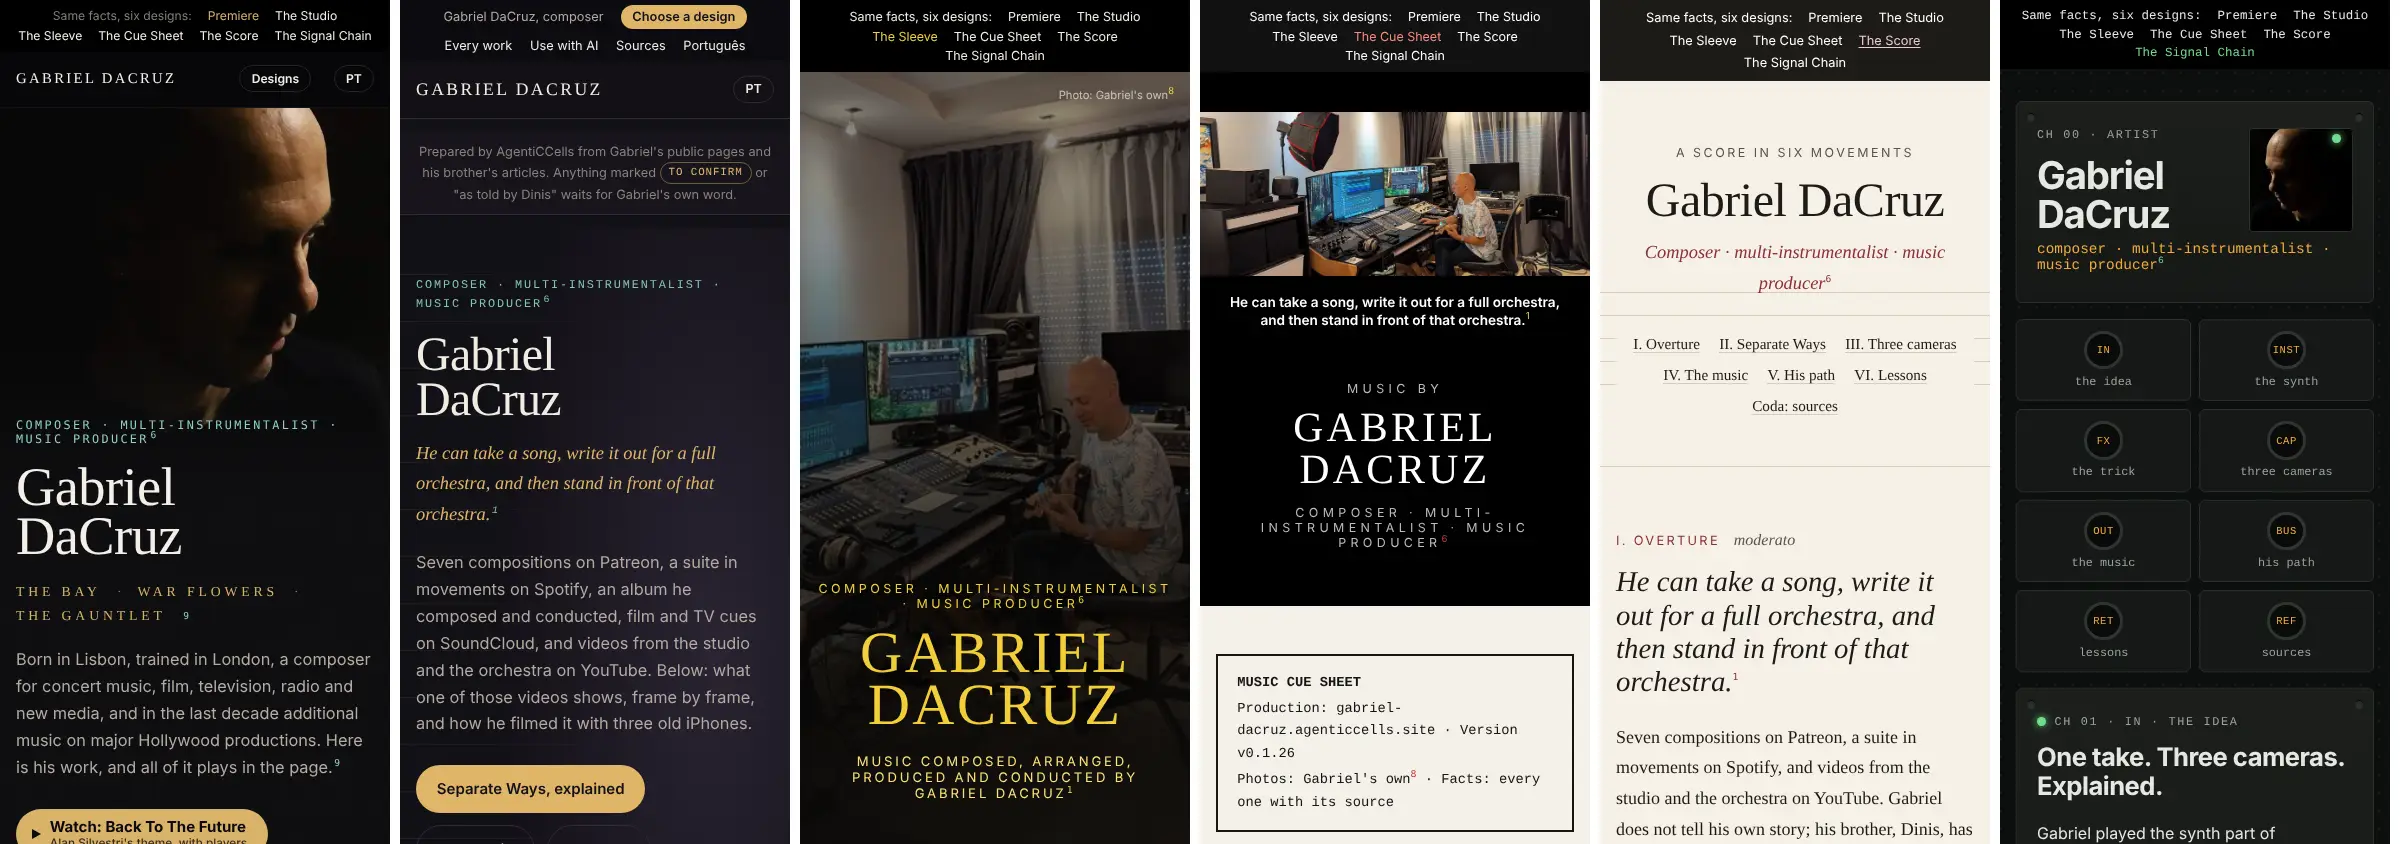 Same facts, six designs: Premiere The Studio
The Sleeve The Cue Sheet The Score The Signal Chain
GABRIEL DACRUZ Designs PT
COMPOSER · MULTI-INSTRUMENTALIST ·
MUSIC PRODUCER6
Gabriel
DaCruz
THE BAY · WAR FLOWERS ·
THE GAUNTLET 9
Born in Lisbon, trained in London, a composer
for concert music, film, television, radio and
new media, and in the last decade additional
music on major Hollywood productions. Here
is his work, and all of it plays in the page.9
Watch: Back To The Future
Alan Silvestri's theme, with players
Gabriel DaCruz, composer Choose a design
Every work Use with AI Sources Português
GABRIEL DACRUZ PT
Prepared by AgentiCCells from Gabriel's public pages and
his brother's articles. Anything marked TO CONFIRM or
"as told by Dinis" waits for Gabriel's own word.
COMPOSER · MULTI-INSTRUMENTALIST ·
MUSIC PRODUCER6
Gabriel
DaCruz
He can take a song, write it out for a full
orchestra, and then stand in front of that
orchestra.1
Seven compositions on Patreon, a suite in
movements on Spotify, an album he
composed and conducted, film and TV cues
on SoundCloud, and videos from the studio
and the orchestra on YouTube. Below: what
one of those videos shows, frame by frame,
and how he filmed it with three old iPhones.
Separate Ways, explained
Same facts, six designs: Premiere The Studio
The Sleeve The Cue Sheet The Score
The Signal Chain
Photo: Gabriel's own8
COMPOSER · MULTI-INSTRUMENTALIST
· MUSIC PRODUCER6
GABRIEL
DACRUZ
MUSIC COMPOSED, ARRANGED,
PRODUCED AND CONDUCTED BY
GABRIEL DACRUZ1
Same facts, six designs: Premiere The Studio
The Sleeve The Cue Sheet The Score
The Signal Chain
He can take a song, write it out for a full orchestra,
and then stand in front of that orchestra.1
MUSIC BY
GABRIEL
DACRUZ
COMPOSER · MULTI-
INSTRUMENTALIST · MUSIC
PRODUCER6
MUSIC CUE SHEET
Production: gabriel-
dacruz.agenticcells.site · Version
v0.1.26
Photos: Gabriel's own8 · Facts: every
one with its source
Same facts, six designs: Premiere The Studio
The Sleeve The Cue Sheet The Score
The Signal Chain
A SCORE IN SIX MOVEMENTS
Gabriel DaCruz
Composer · multi-instrumentalist · music
producer6
I. Overture II. Separate Ways III. Three cameras
IV. The music V. His path VI. Lessons
Coda: sources
I. OVERTURE moderato
He can take a song, write it
out for a full orchestra, and
then stand in front of that
orchestra.1
Seven compositions on Patreon, a suite in
movements on Spotify, and videos from the
studio and the orchestra on YouTube. Gabriel
does not tell his own story; his brother, Dinis, has
Same facts, six designs: Premiere The Studio
The Sleeve The Cue Sheet The Score
The Signal Chain
CH 00 · ARTIST
Gabriel
DaCruz
composer · multi-instrumentalist ·
music producer6
IN INST
the idea the synth
FX CAP
the trick three cameras
OUT BUS
the music his path
RET REF
lessons sources
CH 01 · IN · THE IDEA
One take. Three cameras.
Explained.
Gabriel played the synth part of